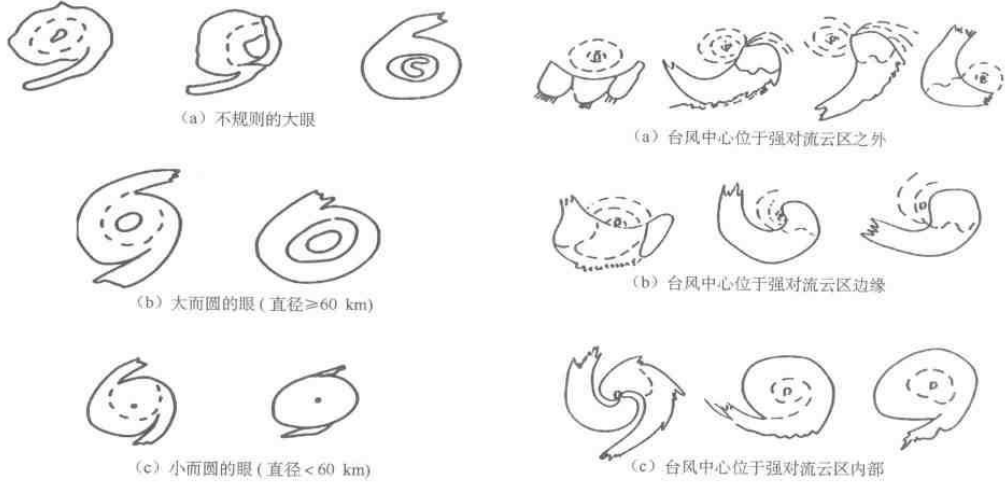 (a) 不规则的大眼
(b) 大而圆的眼 ( 直径≥60 km)
(c) 小而圆的眼 ( 直径< 60 km)
(a) 台风中心位于强对流云区之外
(b) 台风中心位于强对流云区边缘
(c) 台风中心位于强对流云区内部